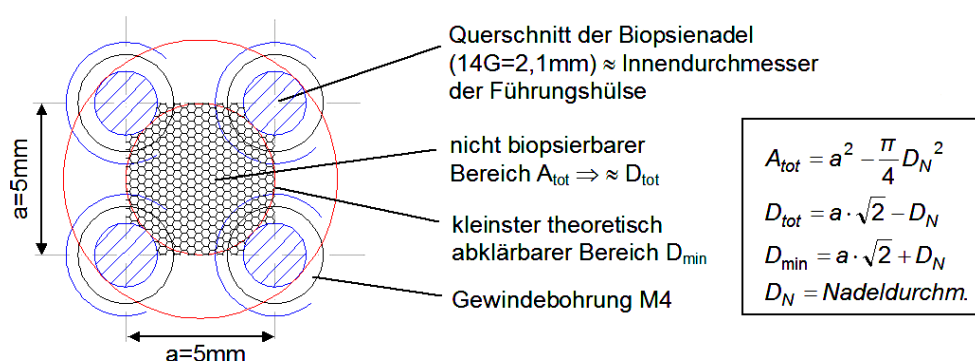 Querschnitt der Biopsienadel
(14G=2,1mm) ≈ Innendurchmesser
der Führungshülse
a=5mm
nicht biopsierbarer
Bereich A_tot ⇒ ≈ D_tot
kleinster theoretisch
abklärbarer Bereich D_min
Gewindebohrung M4
a=5mm
A_tot = a² − π/4 D_N²
D_tot = a · √2 − D_N
D_min = a · √2 + D_N
D_N = Nadeldurchm.